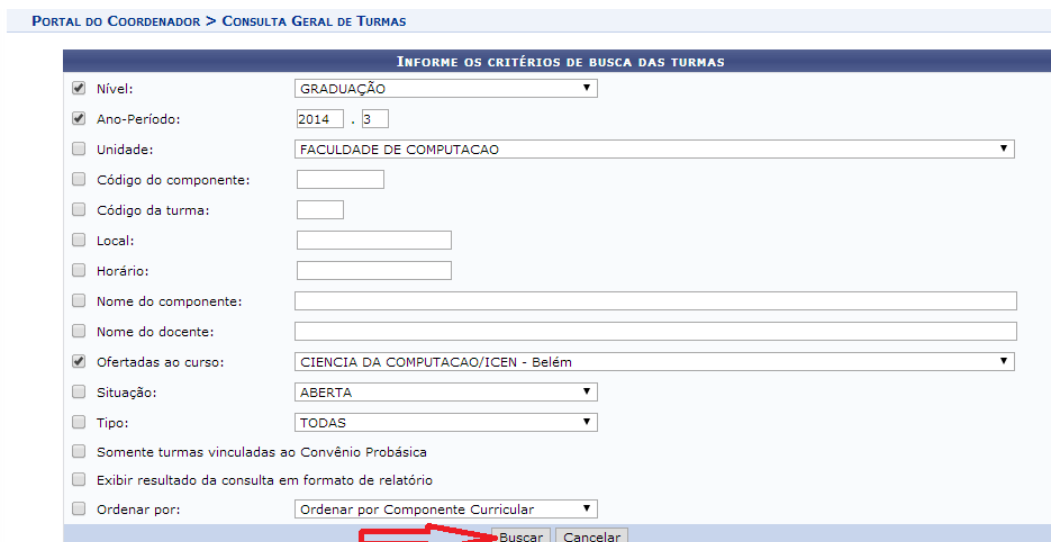 PORTAL DO COORDENADOR > CONSULTA GERAL DE TURMAS
INFORME OS CRITÉRIOS DE BUSCA DAS TURMAS
Nível: GRADUAÇÃO
Ano-Período: 2014 . 3
Unidade: FACULDADE DE COMPUTACAO
Código do componente:
Código da turma:
Local:
Horário:
Nome do componente:
Nome do docente:
Ofertadas ao curso: CIENCIA DA COMPUTACAO/ICEN - Belém
Situação: ABERTA
Tipo: TODAS
Somente turmas vinculadas ao Convênio Probásica
Exibir resultado da consulta em formato de relatório
Ordenar por: Ordenar por Componente Curricular
Buscar Cancelar